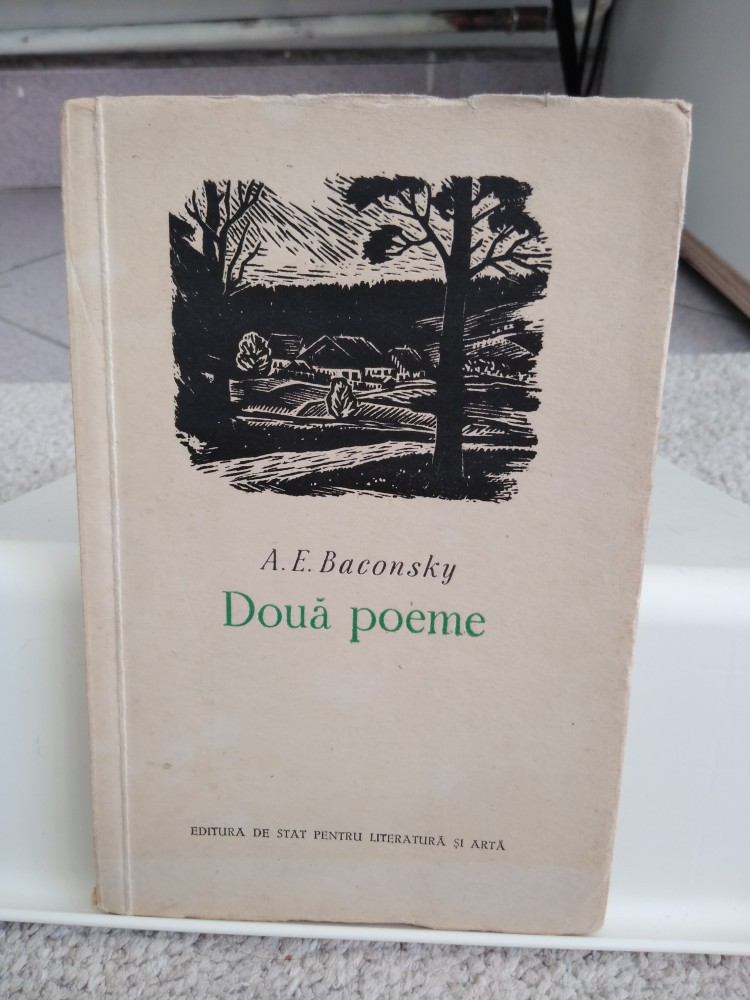 A. E. Baconsky
Două poeme
EDITURA DE STAT PENTRU LITERATURĂ ȘI ARTĂ